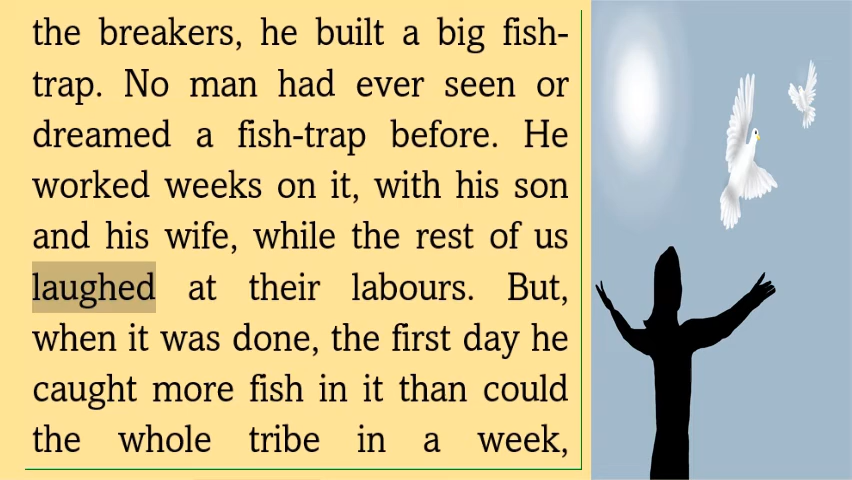 the breakers, he built a big fish-
trap. No man had ever seen or
dreamed a fish-trap before. He
worked weeks on it, with his son
and his wife, while the rest of us
laughed at their labours. But,
when it was done, the first day he
caught more fish in it than could
the whole tribe in a week,